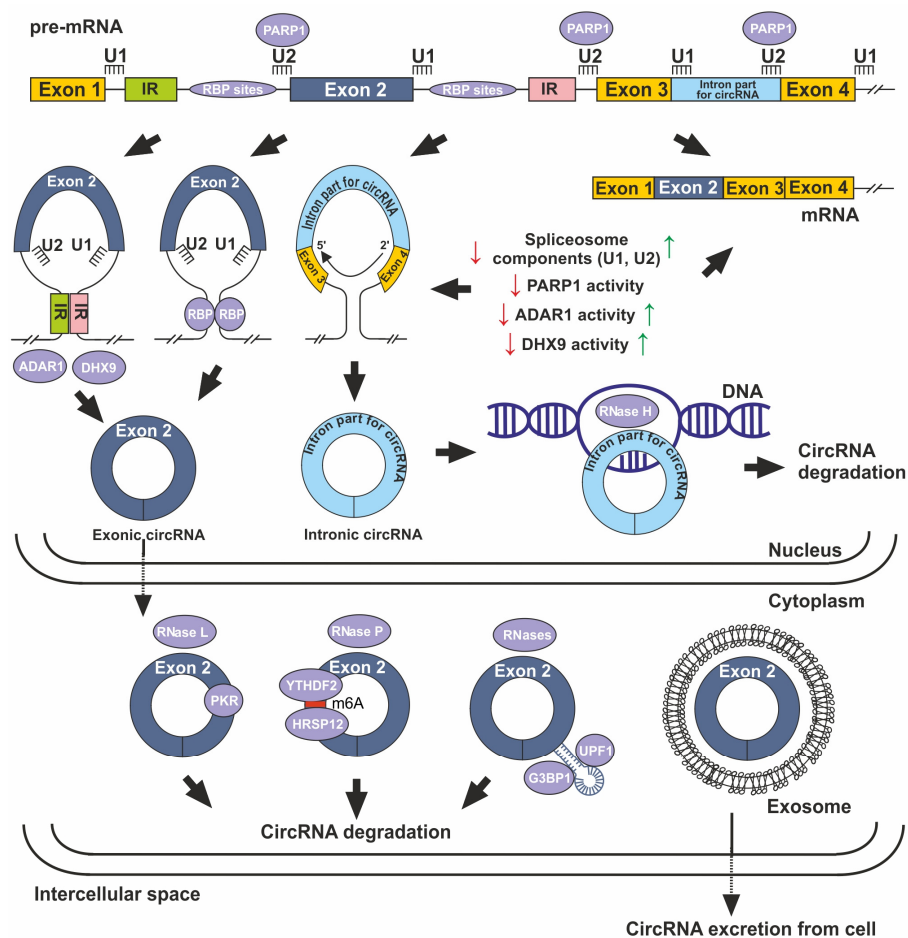 pre-mRNA
PARP1
PARP1
PARP1
U1
U2
U1
U2
U1
U2
U1
Exon 1
IR
RBP sites
Exon 2
RBP sites
IR
Exon 3
Intron part
for circRNA
Exon 4
Exon 2
U2 U1
IR
IR
ADAR1
DHX9
Exon 2
U2 U1
RBP
RBP
Intron part for circRNA
5'
2'
Exon 3
Exon 4
Exon 1
Exon 2
Exon 3
Exon 4
mRNA
↓ Spliceosome ↑
components (U1, U2)
↓ PARP1 activity
↓ ADAR1 activity ↑
↓ DHX9 activity ↑
Exon 2
Exonic circRNA
Intron part for circRNA
Intronic circRNA
DNA
RNase H
Intron part for circRNA
CircRNA
degradation
Nucleus
Cytoplasm
RNase L
Exon 2
PKR
RNase P
Exon 2
YTHDF2
m6A
HRSP12
RNases
Exon 2
UPF1
G3BP1
Exon 2
Exosome
CircRNA degradation
Intercellular space
CircRNA excretion from cell